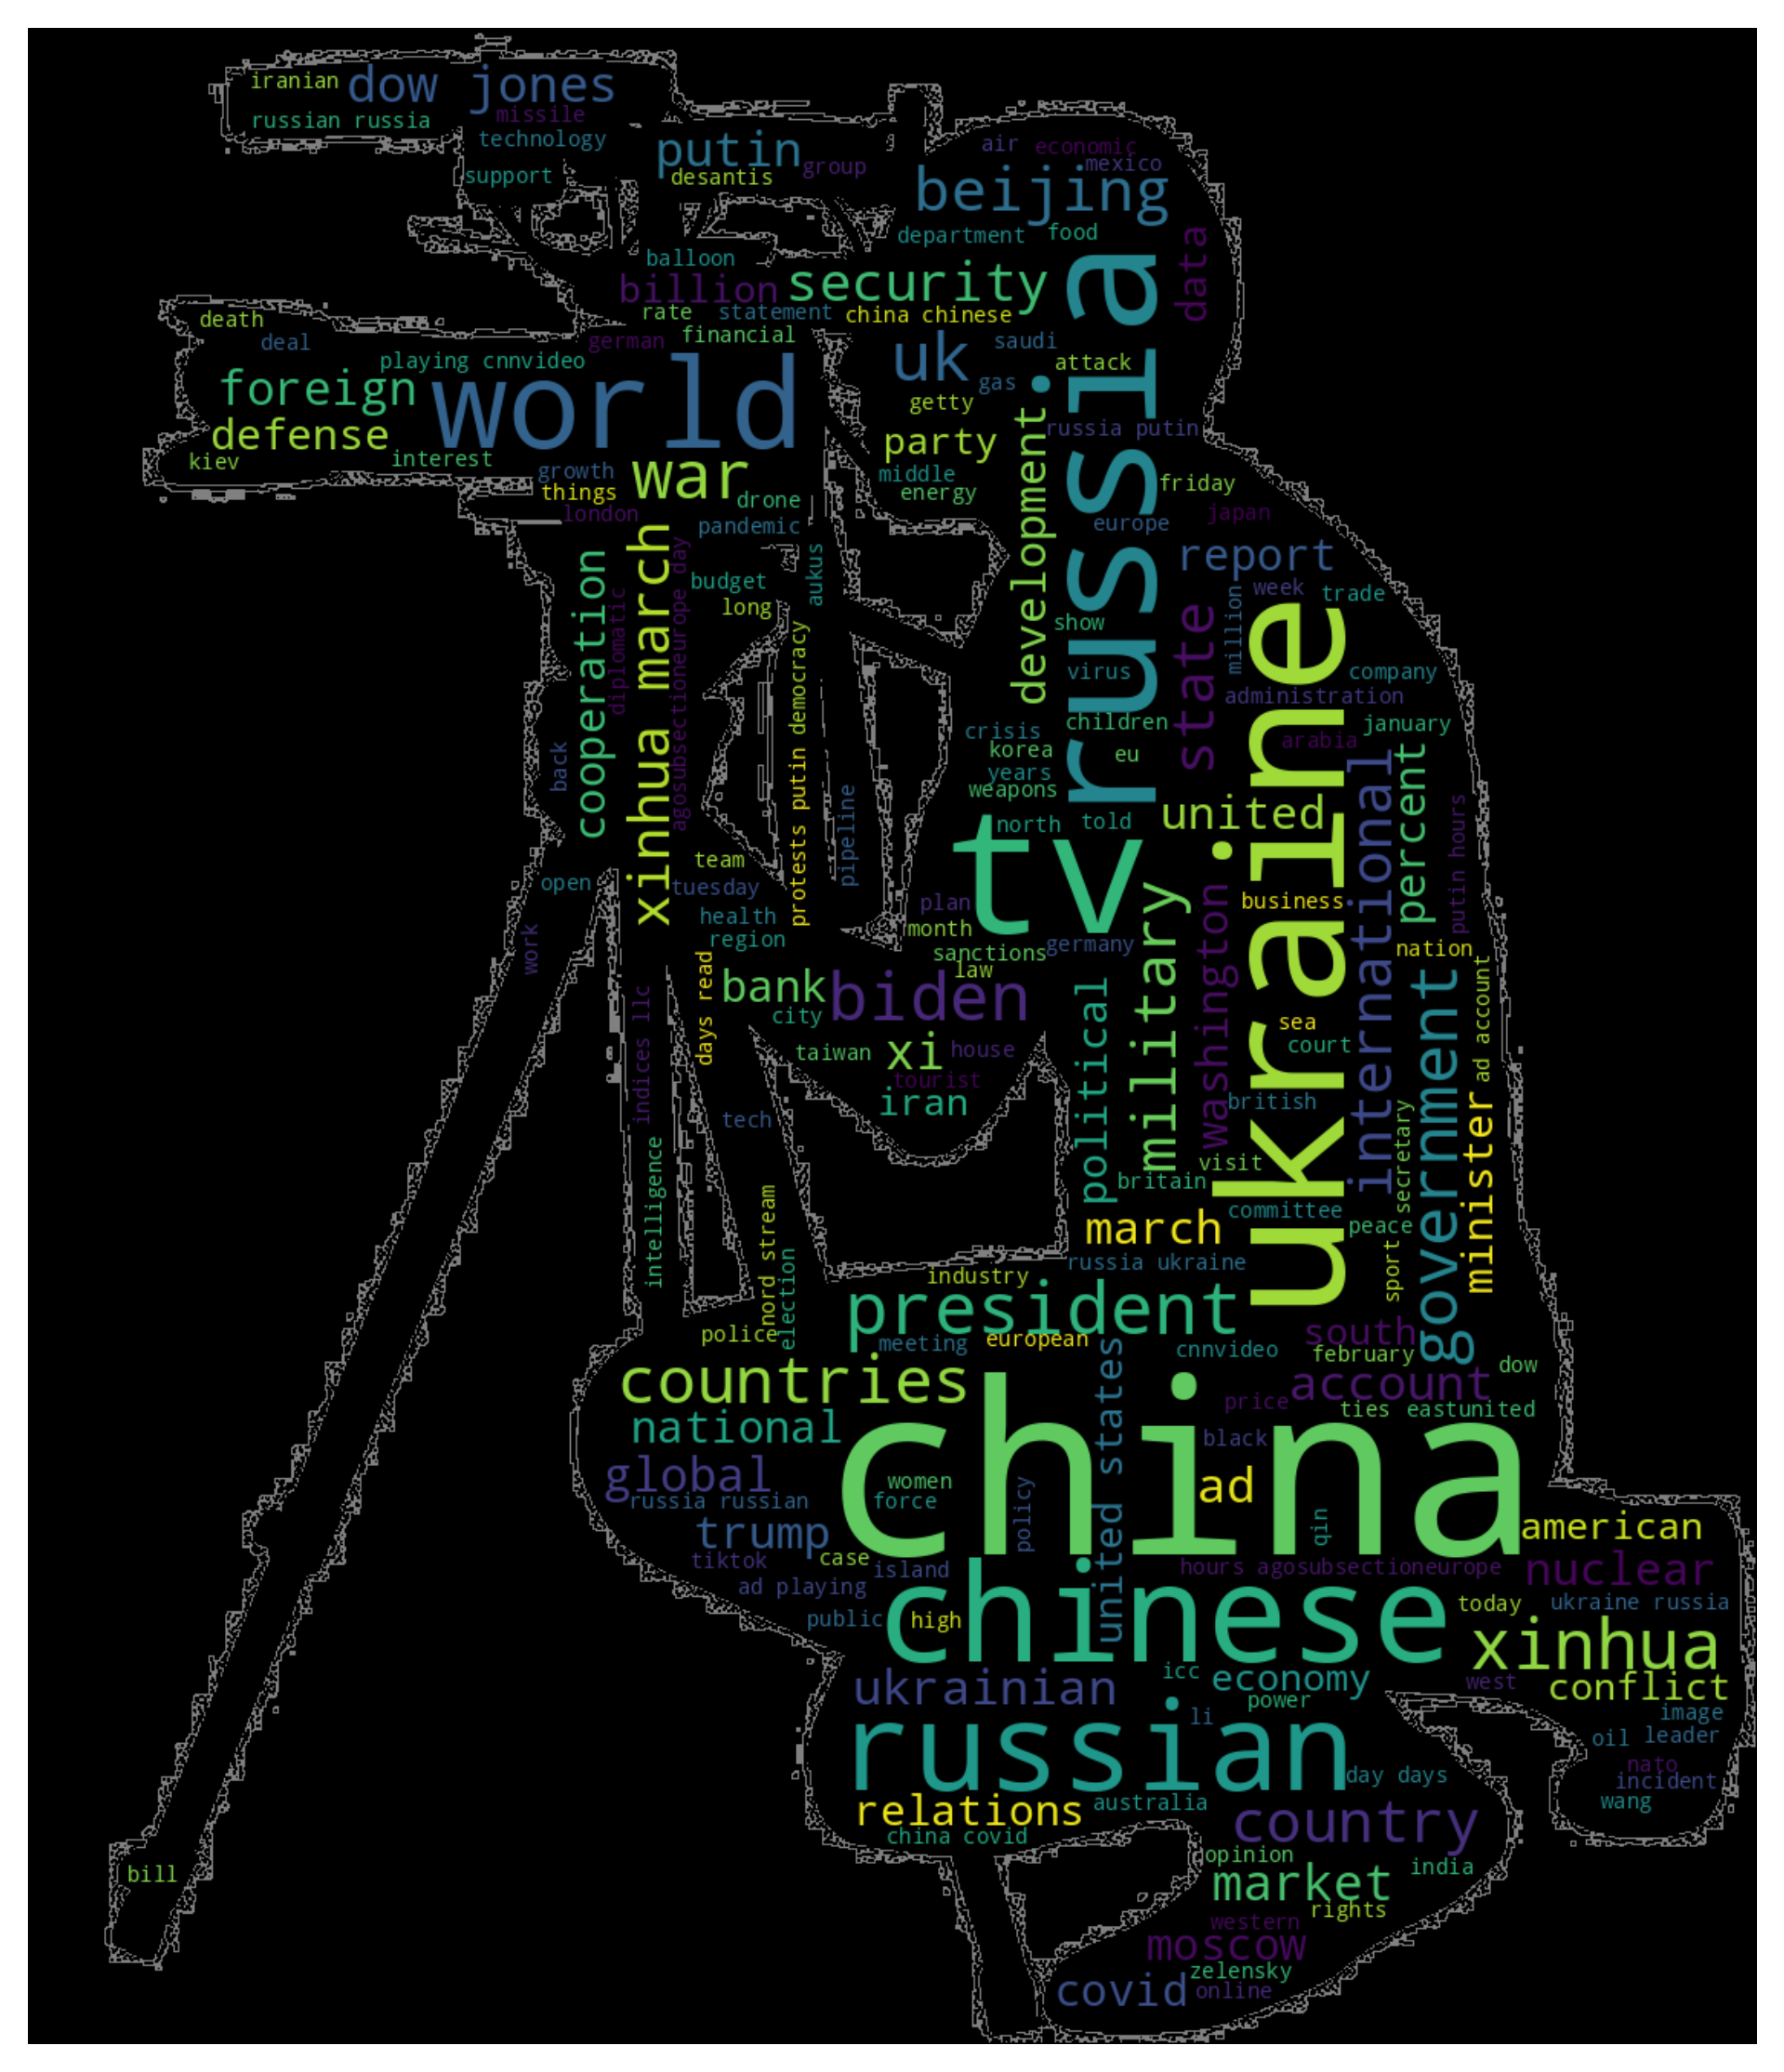 iranian
dow jones
russian russia
missile
technology
support
putin
desantis
group
air
economic
mexico
beijing
department
food
data
balloon
billion
security
rate
statement
china chinese
german
financial
death
deal
playing cnnvideo
foreign
world
defense
kiev
interest
uk
saudi
gas
attack
getty
party
russia putin
middle
energy
russia
development
growth
things
london
war
drone
pandemic
friday
europe
japan
report
cooperation
xinhua march
diplomatic
agosubsectioneurope day
budget
long
aukus
protests putin democracy
pipeline
back
show
virus
children
state
million
week
trade
company
administration
january
arabia
crisis
korea
years
weapons
eu
north
told
united
ukraine
international
percent
putin hours
tv
team
tuesday
open
work
health
region
plan
month
sanctions
germany
law
military
washington
business
nation
days read
bank
city
biden
indices llc
taiwan
xi
house
tourist
iran
political
sea
court
government
ad account
minister
british
secretary
visit
britain
tech
intelligence
nord stream
election
police
march
committee
peace
russia ukraine
sport
industry
president
meeting
european
united states
cnnvideo
south
february
dow
countries
account
price
ties eastunited
national
black
china
global
women
force
russia russian
policy
ad
qin
trump
tiktok
case
island
ad playing
hours agosubsectioneurope
american
nuclear
public
high
chinese
today
ukraine russia
xinhua
icc
economy
west
conflict
ukrainian
power
li
image
oil
leader
russian
day days
nato
incident
wang
relations
australia
china covid
country
opinion
india
market
rights
western
moscow
zelensky
covid
online
bill